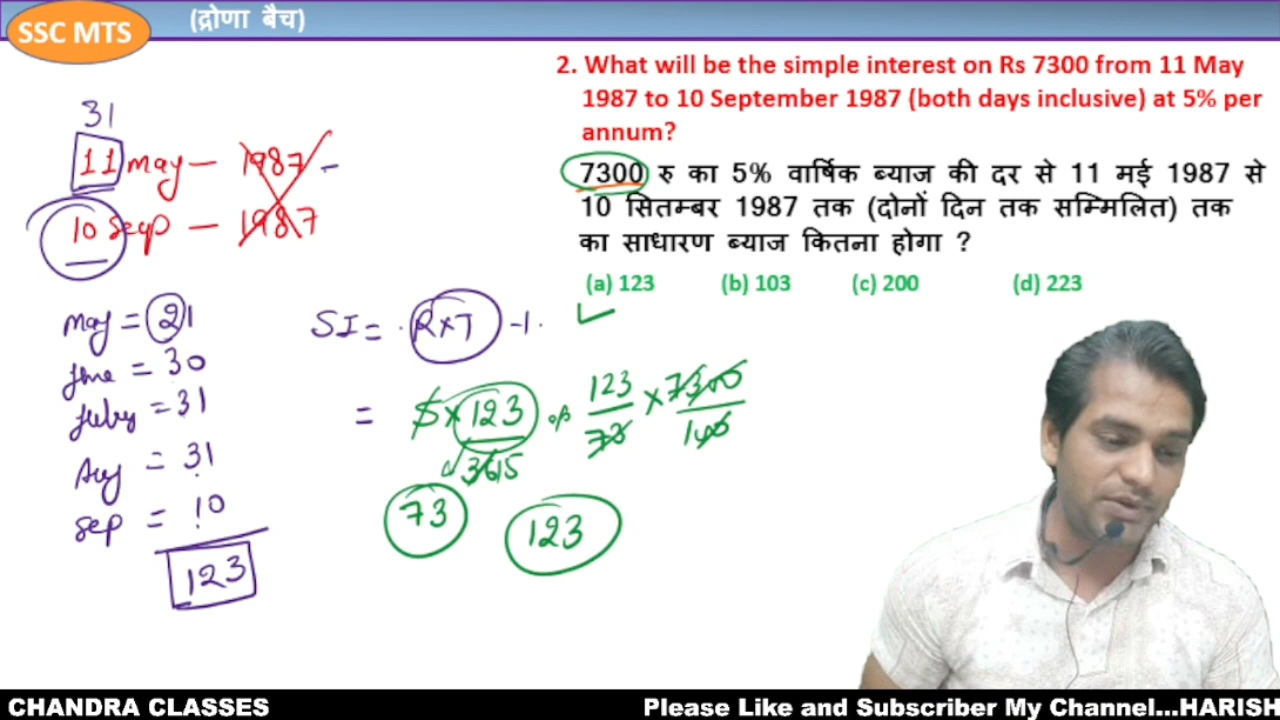 SSC MTS
(द्रोणा बैच)
2. What will be the simple interest on Rs 7300 from 11 May
1987 to 10 September 1987 (both days inclusive) at 5% per
annum?
7300 रु का 5% वार्षिक ब्याज की दर से 11 मई 1987 से
10 सितम्बर 1987 तक (दोनों दिन तक सम्मिलित) तक
का साधारण ब्याज कितना होगा ?
(a) 123 (b) 103 (c) 200 (d) 223
31
11 may - 1987 -
10 Sep - 1987
may = 21
June = 30
July = 31
Aug = 31
sep = 10
123
SI = R×T
= 5×123
365
73
123
73
× 7300
100
123
CHANDRA CLASSES
Please Like and Subscriber My Channel...HARISH